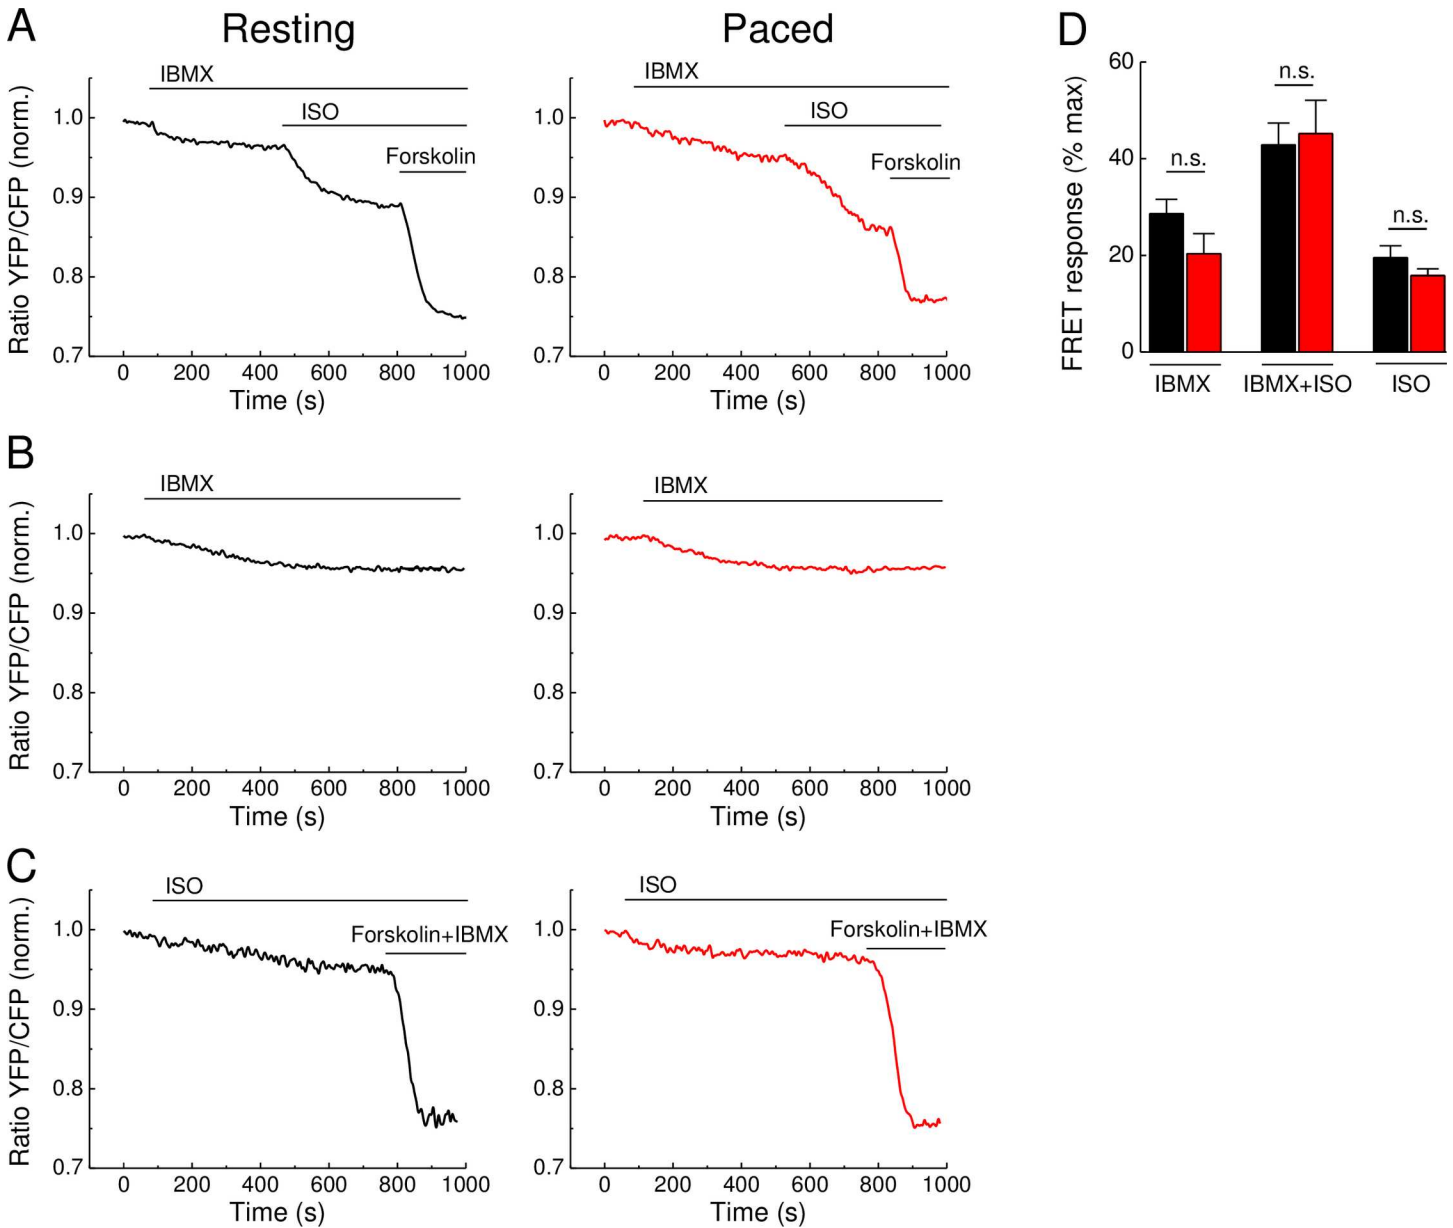 A
Resting
Paced
D
IBMX
ISO
Forskolin
Ratio YFP/CFP (norm.)
1.0
0.9
0.8
0.7
0 200 400 600 800 1000
Time (s)
IBMX
ISO
Forskolin
1.0
0.9
0.8
0.7
0 200 400 600 800 1000
Time (s)
FRET response (% max)
60
40
20
0
n.s.
n.s.
n.s.
IBMX IBMX+ISO ISO
B
IBMX
Ratio YFP/CFP (norm.)
1.0
0.9
0.8
0.7
0 200 400 600 800 1000
Time (s)
IBMX
1.0
0.9
0.8
0.7
0 200 400 600 800 1000
Time (s)
C
ISO
Forskolin+IBMX
Ratio YFP/CFP (norm.)
1.0
0.9
0.8
0.7
0 200 400 600 800 1000
Time (s)
ISO
Forskolin+IBMX
1.0
0.9
0.8
0.7
0 200 400 600 800 1000
Time (s)